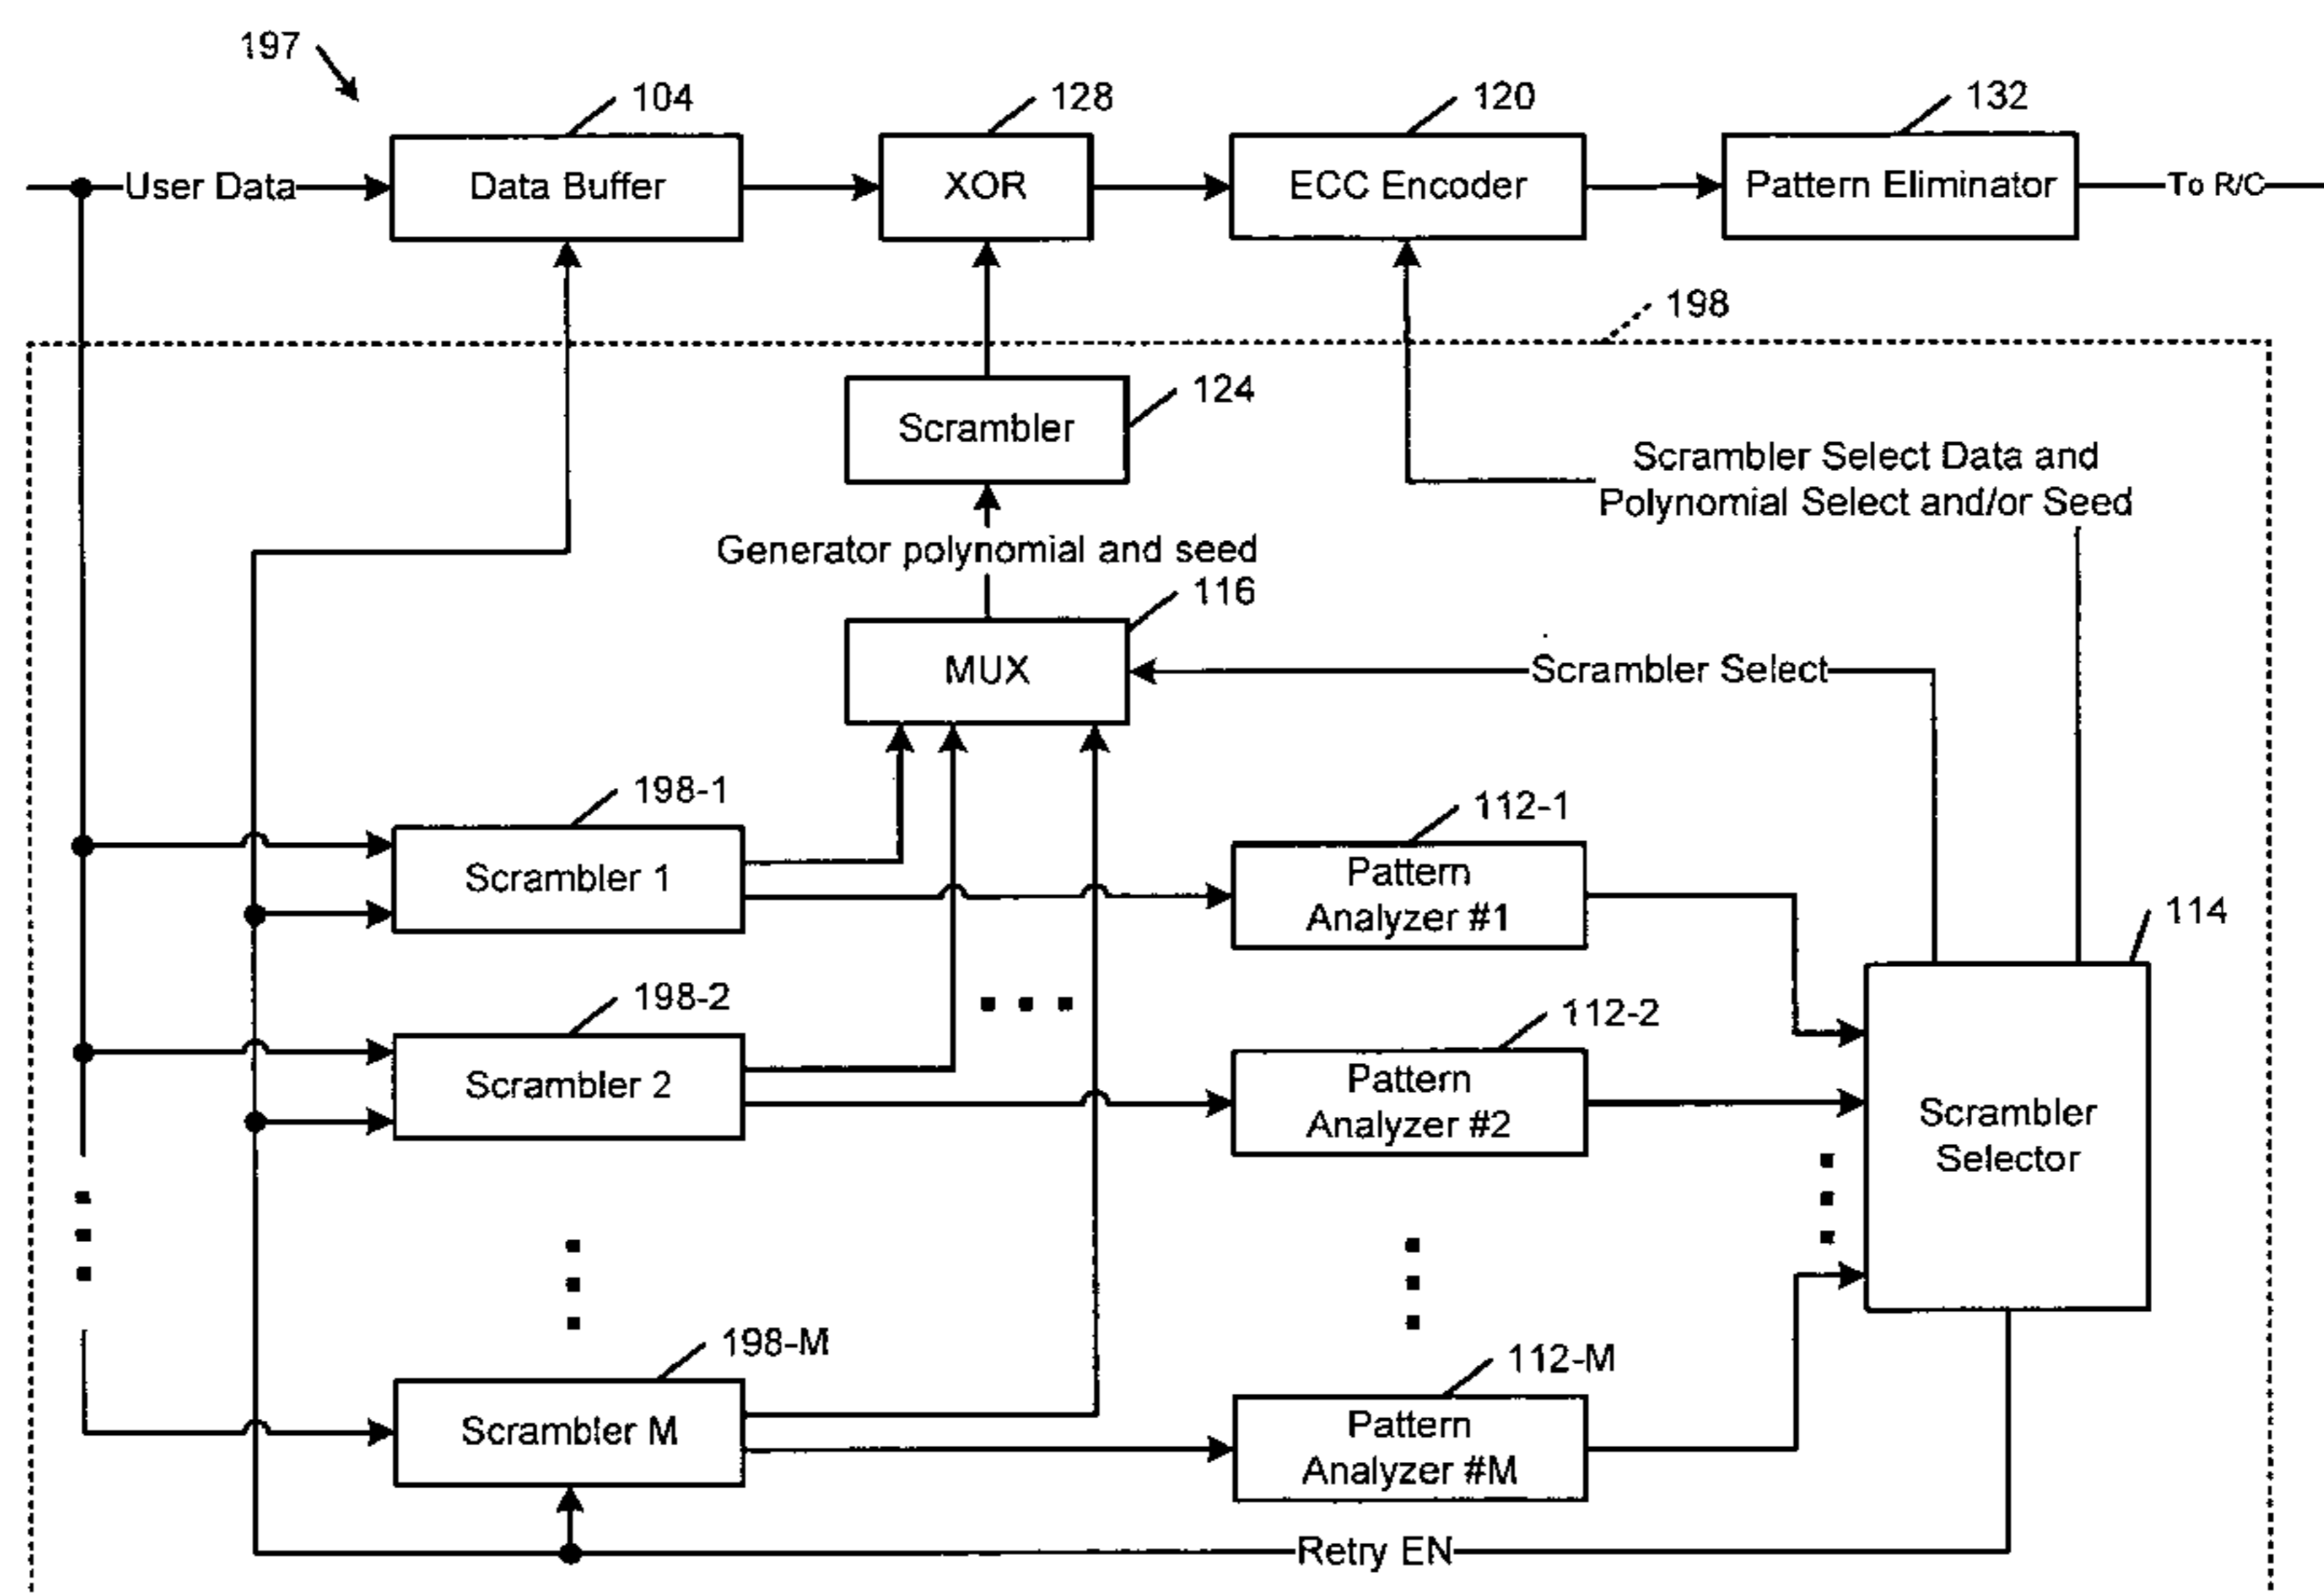 197
104
128
120
132
User Data
Data Buffer
XOR
ECC Encoder
Pattern Eliminator
To R/C
198
124
Scrambler
Scrambler Select Data and
Polynomial Select and/or Seed
Generator polynomial and seed
116
MUX
Scrambler Select
198-1
112-1
Scrambler 1
Pattern
Analyzer #1
114
198-2
112-2
Scrambler 2
Pattern
Analyzer #2
Scrambler
Selector
198-M
112-M
Scrambler M
Pattern
Analyzer #M
Retry EN